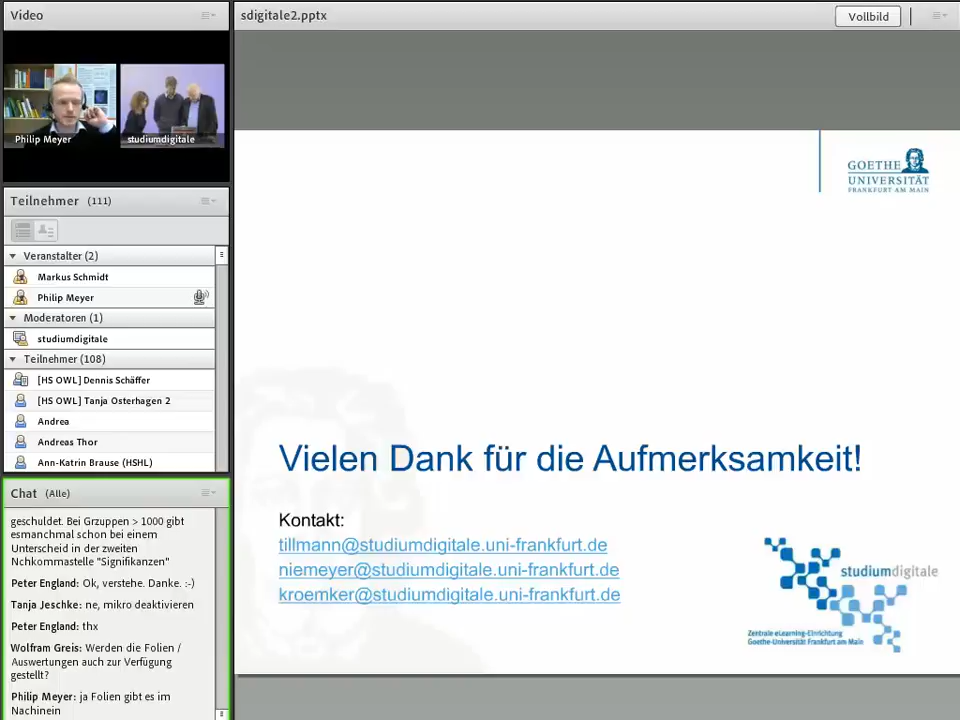 Video
Philip Meyer
studiumdigitale
Teilnehmer (111)
Veranstalter (2)
Markus Schmidt
Philip Meyer
Moderatoren (1)
studiumdigitale
Teilnehmer (108)
[HS OWL] Dennis Schäffer
[HS OWL] Tanja Osterhagen 2
Andrea
Andreas Thor
Ann-Katrin Brause (HSHL)
Chat (Alle)
geschuldet. Bei Grzuppen > 1000 gibt
esmanchmal schon bei einem
Unterscheid in der zweiten
Nchkommastelle "Signifikanzen"
Peter England: Ok, verstehe. Danke. :-)
Tanja Jeschke: ne, mikro deaktivieren
Peter England: thx
Wolfram Greis: Werden die Folien /
Auswertungen auch zur Verfügung
gestellt?
Philip Meyer: ja Folien gibt es im
Nachinein
sdigitale2.pptx
Vollbild
GOETHE
UNIVERSITÄT
FRANKFURT AM MAIN
Vielen Dank für die Aufmerksamkeit!
Kontakt:
tillmann@studiumdigitale.uni-frankfurt.de
niemeyer@studiumdigitale.uni-frankfurt.de
kroemker@studiumdigitale.uni-frankfurt.de
studiumdigitale
Zentrale eLearning-Einrichtung
Goethe-Universität Frankfurt am Main